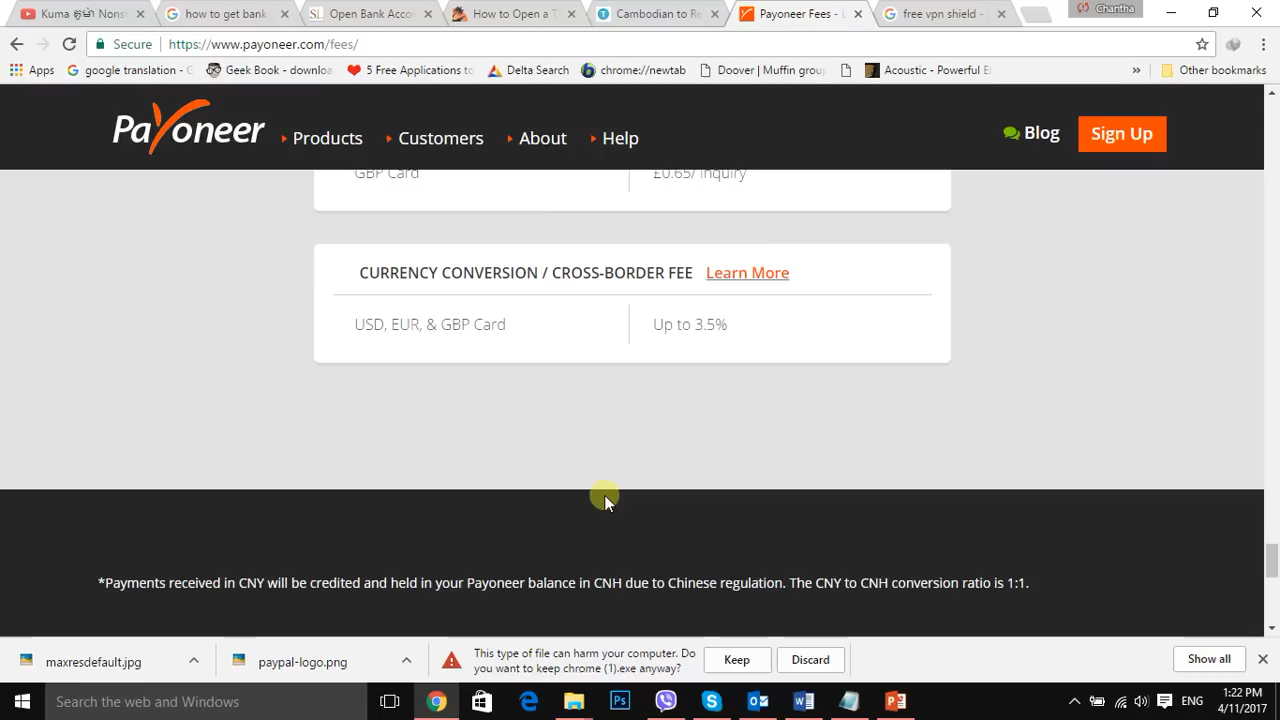 Kuma
how to get bank
Open Bank Acco
How to Open a T
Cambodian to Re
Payoneer Fees - L
free vpn shield -
Chantha
Secure https://www.payoneer.com/fees/
Apps
google translation - G
Geek Book - downloa
5 Free Applications to
Delta Search
chrome://newtab
Doover | Muffin group
Acoustic - Powerful
»
Other bookmarks
Payoneer
Products
Customers
About
Help
Blog
Sign Up
GBP Card
£0.65/ Inquiry
CURRENCY CONVERSION / CROSS-BORDER FEE Learn More
USD, EUR, & GBP Card
Up to 3.5%
*Payments received in CNY will be credited and held in your Payoneer balance in CNH due to Chinese regulation. The CNY to CNH conversion ratio is 1:1.
maxresdefault.jpg
paypal-logo.png
This type of file can harm your computer. Do
you want to keep chrome (1).exe anyway?
Keep
Discard
Show all
Search the web and Windows
Ps
ENG
1:22 PM
4/11/2017